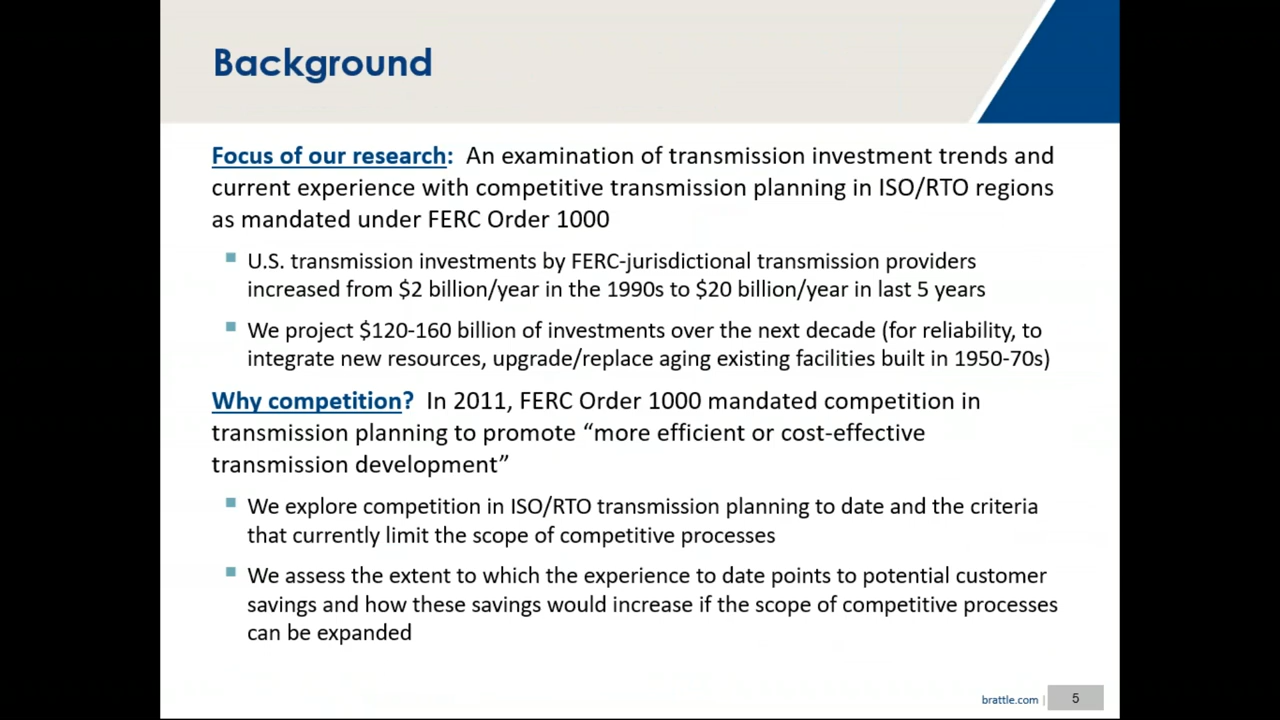 Background
Focus of our research: An examination of transmission investment trends and
current experience with competitive transmission planning in ISO/RTO regions
as mandated under FERC Order 1000
U.S. transmission investments by FERC-jurisdictional transmission providers
increased from $2 billion/year in the 1990s to $20 billion/year in last 5 years
We project $120-160 billion of investments over the next decade (for reliability, to
integrate new resources, upgrade/replace aging existing facilities built in 1950-70s)
Why competition? In 2011, FERC Order 1000 mandated competition in
transmission planning to promote “more efficient or cost-effective
transmission development”
We explore competition in ISO/RTO transmission planning to date and the criteria
that currently limit the scope of competitive processes
We assess the extent to which the experience to date points to potential customer
savings and how these savings would increase if the scope of competitive processes
can be expanded
brattle.com | 5